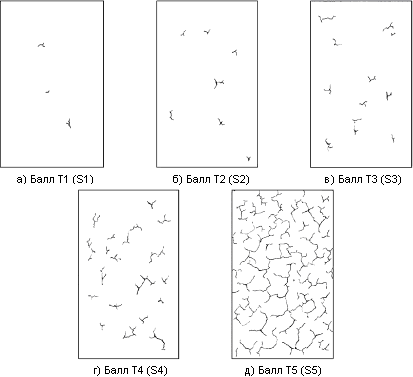 а) Балл Т1 (S1)
б) Балл Т2 (S2)
в) Балл Т3 (S3)
г) Балл Т4 (S4)
д) Балл Т5 (S5)